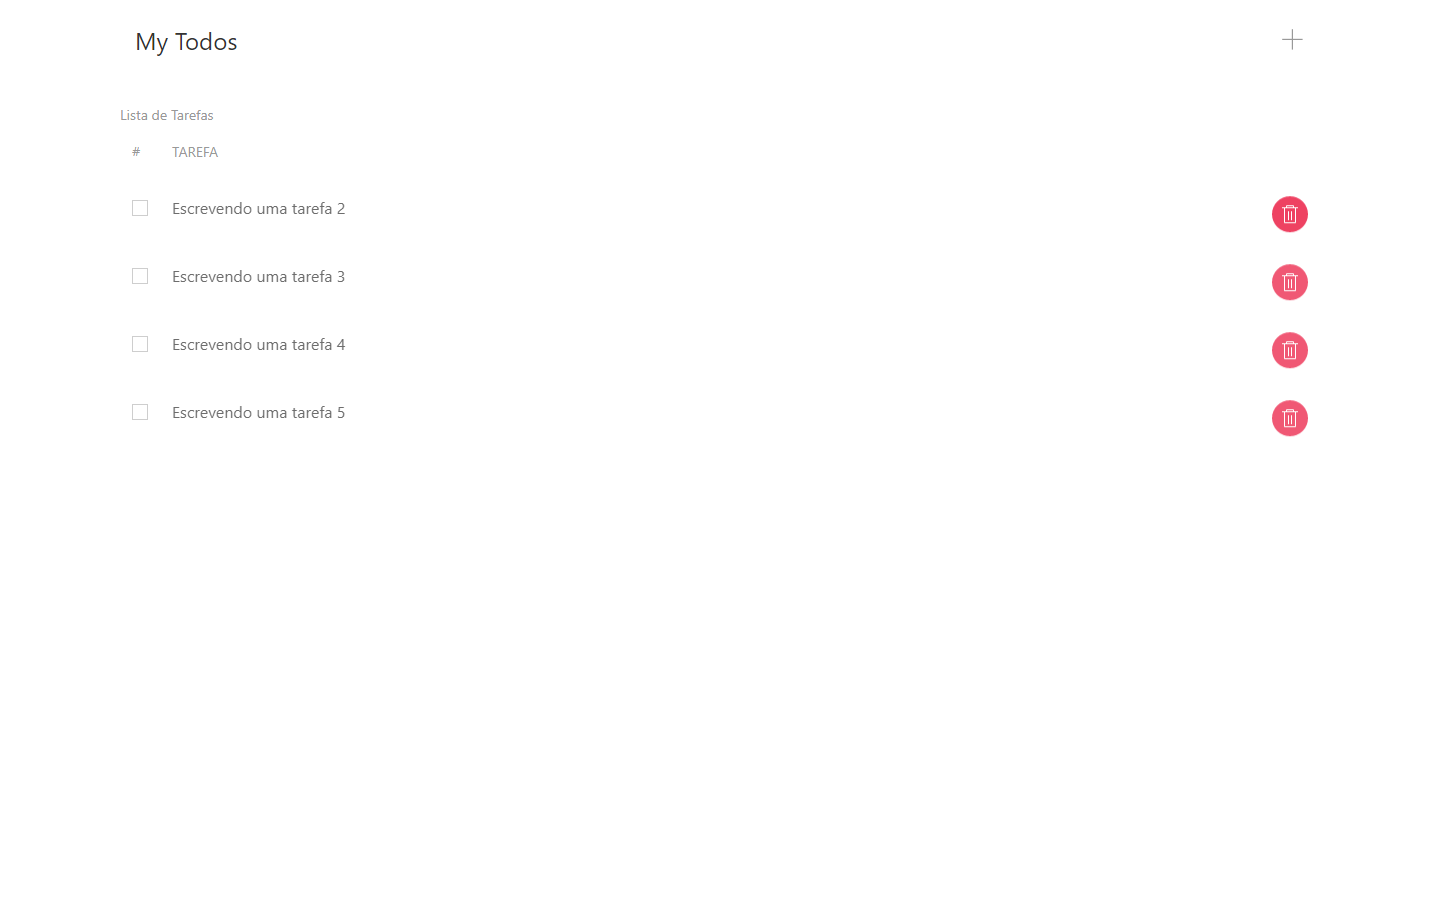 My Todos
Lista de Tarefas
# TAREFA
Escrevendo uma tarefa 2
Escrevendo uma tarefa 3
Escrevendo uma tarefa 4
Escrevendo uma tarefa 5